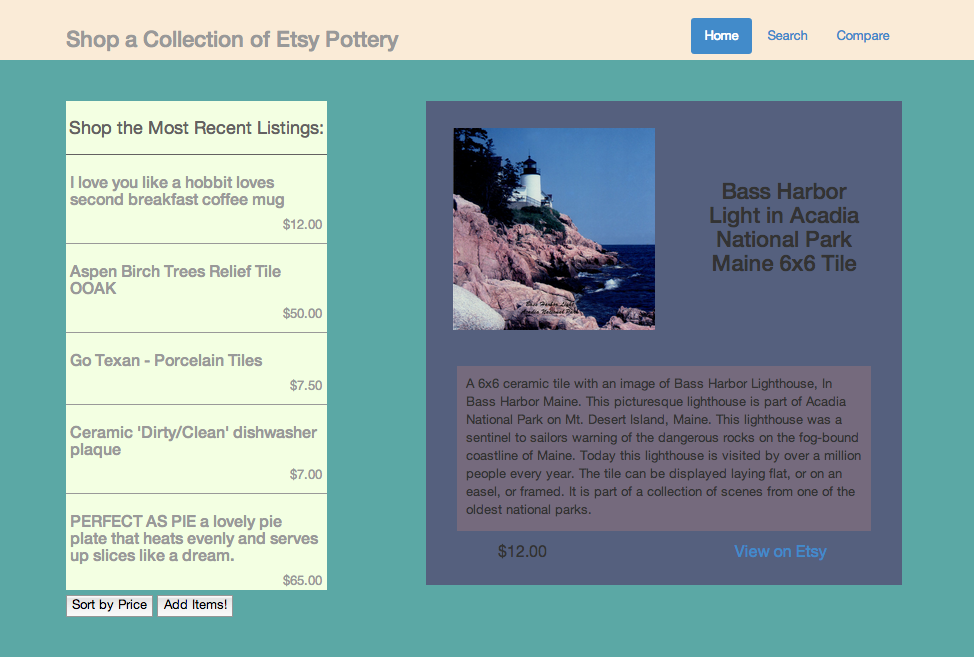 Shop a Collection of Etsy Pottery
Home Search Compare
Shop the Most Recent Listings:
I love you like a hobbit loves
second breakfast coffee mug
$12.00
Aspen Birch Trees Relief Tile
OOAK
$50.00
Go Texan - Porcelain Tiles
$7.50
Ceramic 'Dirty/Clean' dishwasher
plaque
$7.00
PERFECT AS PIE a lovely pie
plate that heats evenly and serves
up slices like a dream.
$65.00
Sort by Price Add Items!
Bass Harbor Light
Acadia National Park
Bass Harbor
Light in Acadia
National Park
Maine 6x6 Tile
A 6x6 ceramic tile with an image of Bass Harbor Lighthouse, In
Bass Harbor Maine. This picturesque lighthouse is part of Acadia
National Park on Mt. Desert Island, Maine. This lighthouse was a
sentinel to sailors warning of the dangerous rocks on the fog-bound
coastline of Maine. Today this lighthouse is visited by over a million
people every year. The tile can be displayed laying flat, or on an
easel, or framed. It is part of a collection of scenes from one of the
oldest national parks.
$12.00 View on Etsy